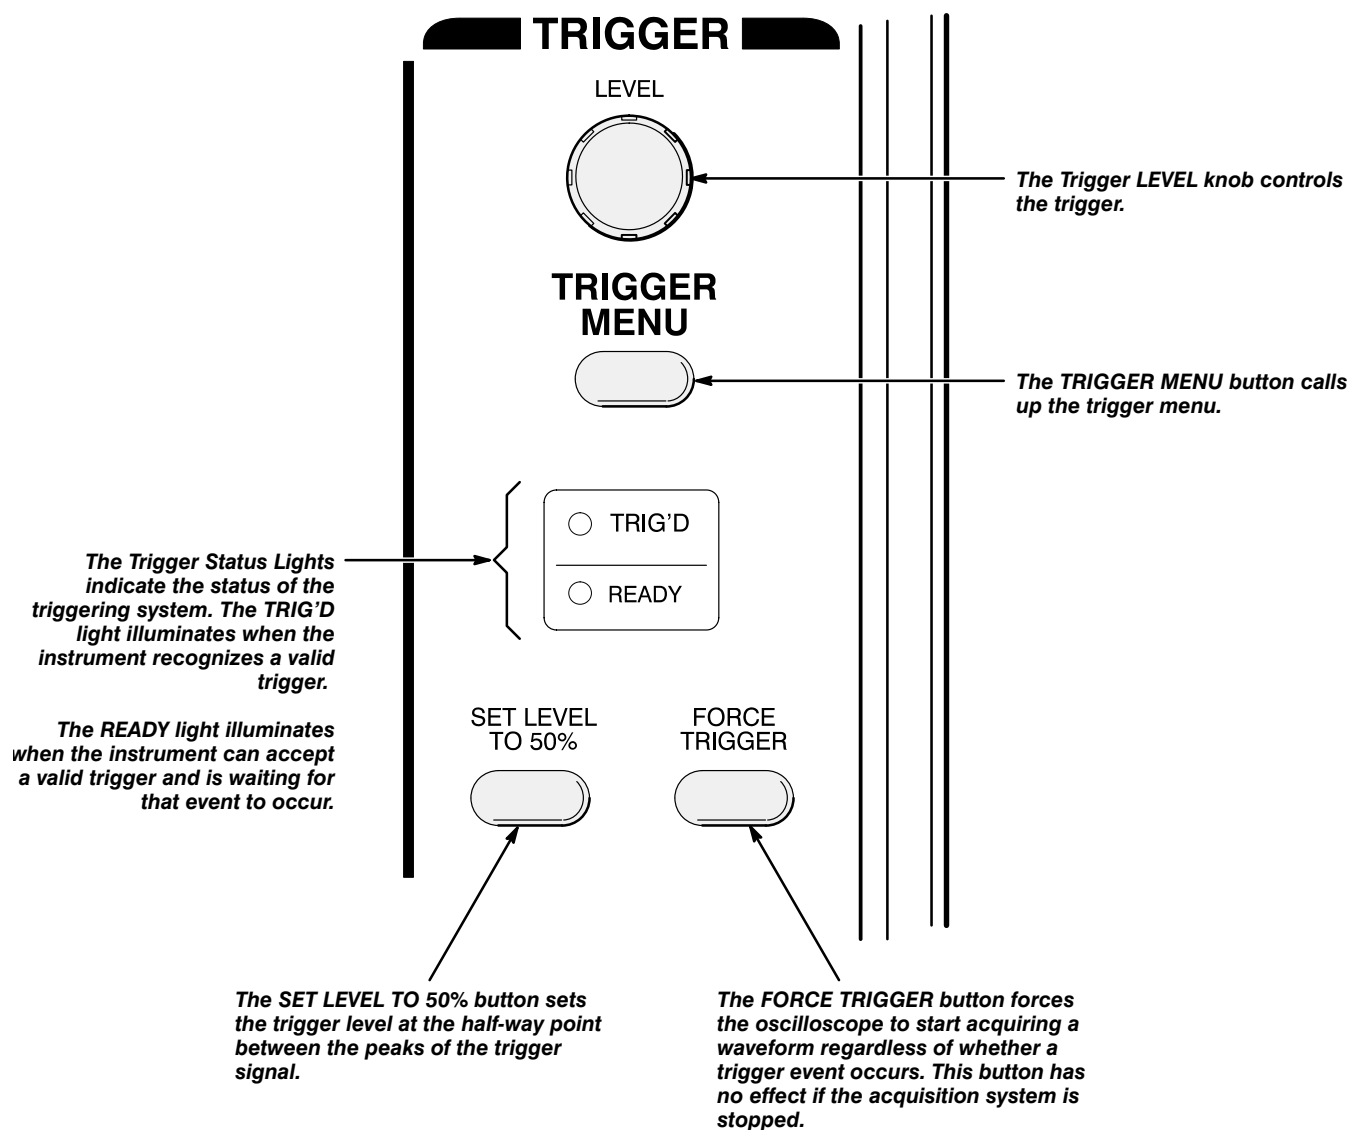 TRIGGER
LEVEL
The Trigger LEVEL knob controls
the trigger.
TRIGGER
MENU
The TRIGGER MENU button calls
up the trigger menu.
TRIG’D
READY
The Trigger Status Lights
indicate the status of the
triggering system. The TRIG’D
light illuminates when the
instrument recognizes a valid
trigger.
The READY light illuminates
when the instrument can accept
a valid trigger and is waiting for
that event to occur.
SET LEVEL
TO 50%
FORCE
TRIGGER
The SET LEVEL TO 50% button sets
the trigger level at the half-way point
between the peaks of the trigger
signal.
The FORCE TRIGGER button forces
the oscilloscope to start acquiring a
waveform regardless of whether a
trigger event occurs. This button has
no effect if the acquisition system is
stopped.